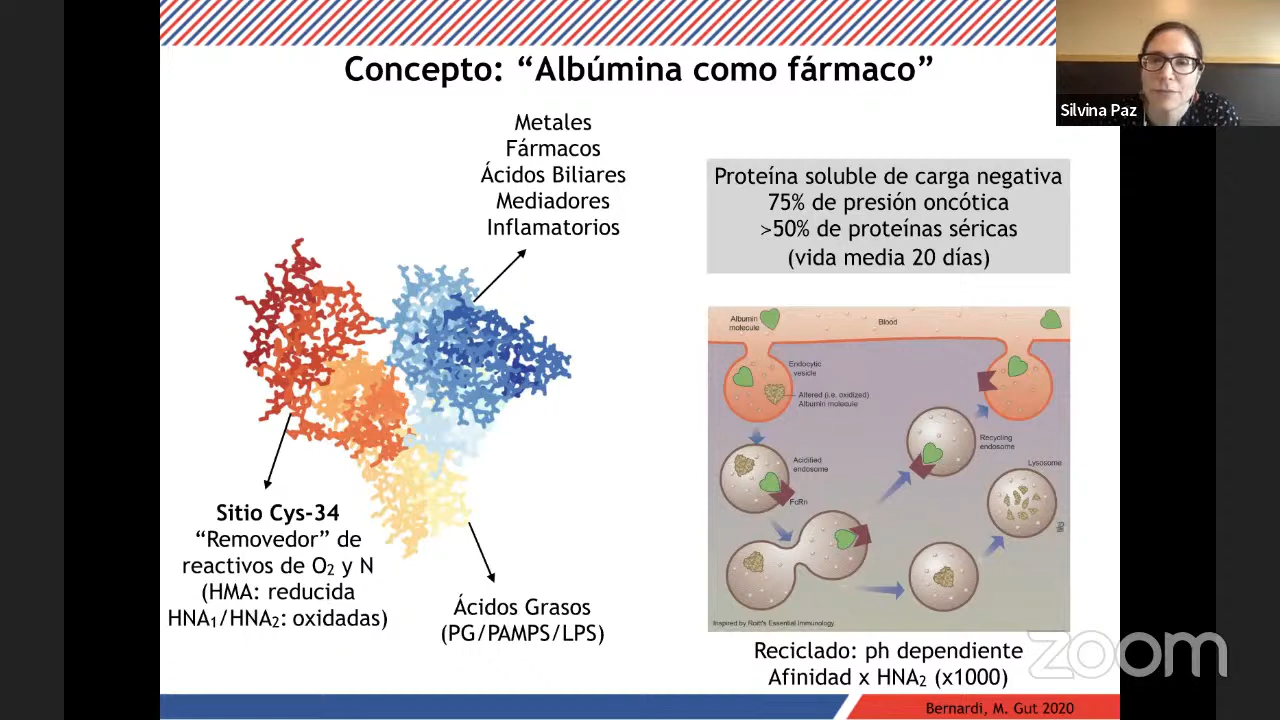 Concepto: “Albúmina como fármaco”
Silvina Paz
Metales
Fármacos
Ácidos Biliares
Mediadores
Inflamatorios
Proteína soluble de carga negativa
75% de presión oncótica
>50% de proteínas séricas
(vida media 20 días)
Sitio Cys-34
“Removedor” de
reactivos de O₂ y N
(HMA: reducida
HNA₁/HNA₂: oxidadas)
Ácidos Grasos
(PG/PAMPS/LPS)
Albumin
molecule
Blood
Endocytic
vesicle
Altered (i.e. oxidized)
Albumin molecule
Acidified
endosome
FcRn
Recycling
endosome
Lysosome
Inspired by Roitt's Essential Immunology.
Reciclado: ph dependiente
Afinidad x HNA₂ (x1000)
zoom
Bernardi, M. Gut 2020